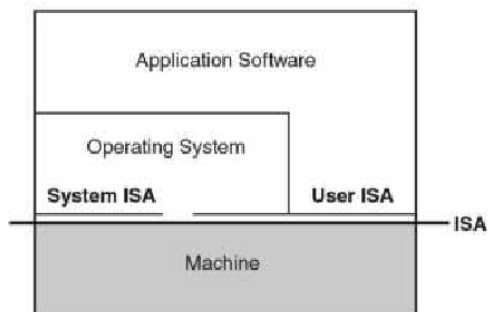 Application Software
Operating System
System ISA
User ISA
ISA
Machine